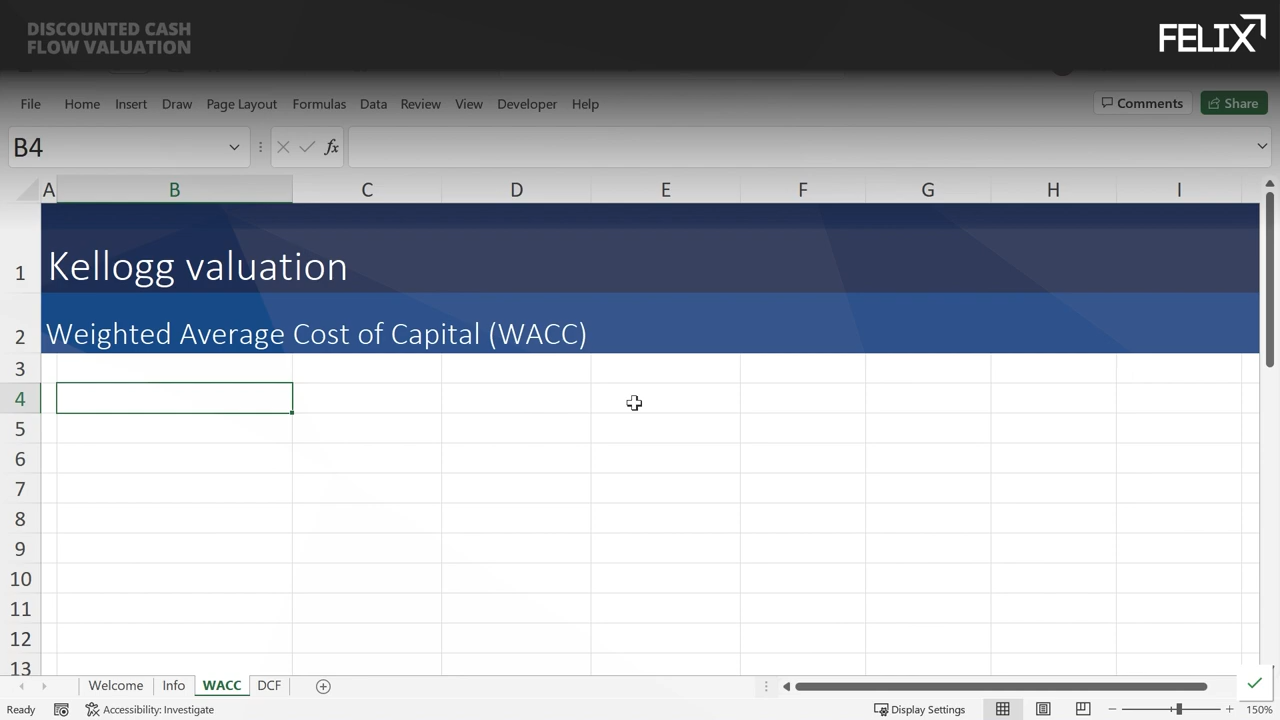 DISCOUNTED CASH
FLOW VALUATION
FELIX
File Home Insert Draw Page Layout Formulas Data Review View Developer Help Comments Share
B4 fx
A B C D E F G H I
1 Kellogg valuation
2 Weighted Average Cost of Capital (WACC)
3
4
5
6
7
8
9
10
11
12
13
Welcome Info WACC DCF
Ready Accessibility: Investigate Display Settings 150%